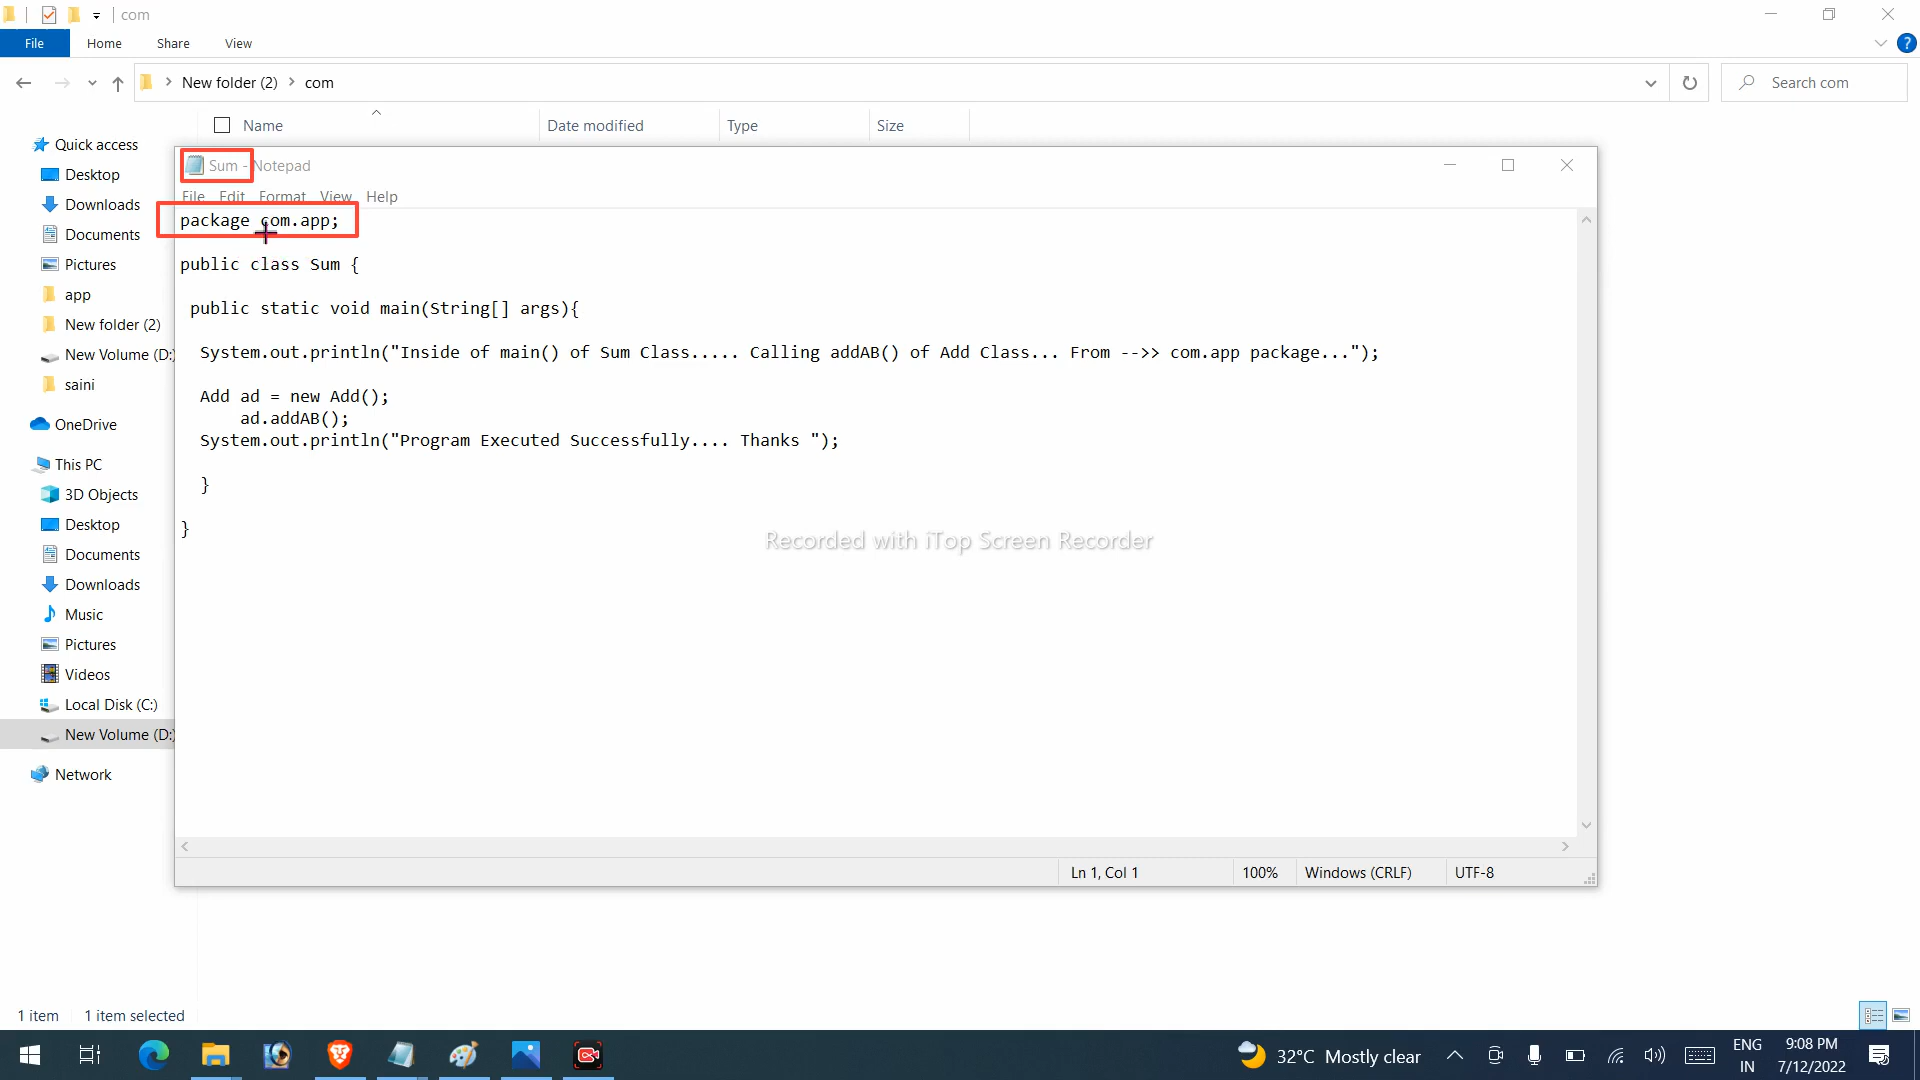 com
File Home Share View
New folder (2) com
Search com
Name Date modified Type Size
Quick access
Desktop
Downloads
Documents
Pictures
app
New folder (2)
New Volume (D:)
saini
OneDrive
This PC
3D Objects
Desktop
Documents
Downloads
Music
Pictures
Videos
Local Disk (C:)
New Volume (D:)
Network
Sum - Notepad
File Edit Format View Help
package com.app;
public class Sum {
public static void main(String[] args){
System.out.println("Inside of main() of Sum Class..... Calling addAB() of Add Class... From -->> com.app package...");
Add ad = new Add();
ad.addAB();
System.out.println("Program Executed Successfully.... Thanks ");
}
}
Recorded with iTop Screen Recorder
Ln 1, Col 1 100% Windows (CRLF) UTF-8
1 item 1 item selected
32°C Mostly clear
ENG
IN
9:08 PM
7/12/2022